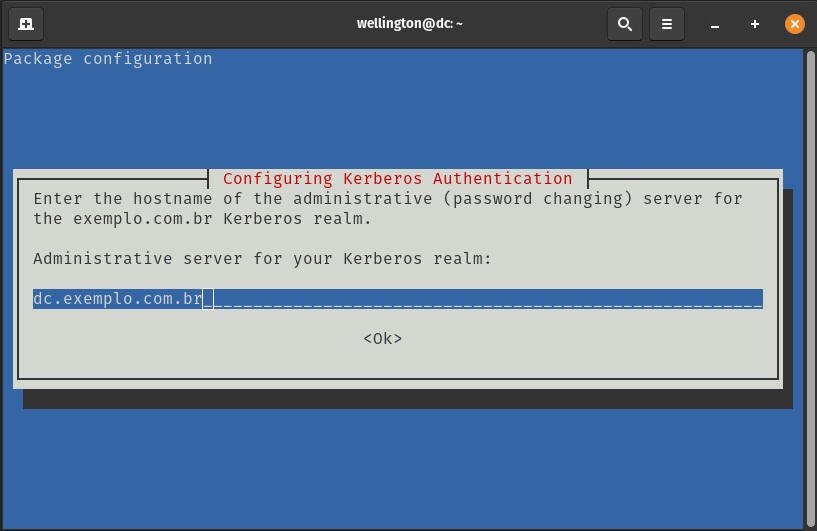 wellington@dc: ~
Package configuration
Configuring Kerberos Authentication
Enter the hostname of the administrative (password changing) server for
the exemplo.com.br Kerberos realm.
Administrative server for your Kerberos realm:
dc.exemplo.com.br
<Ok>